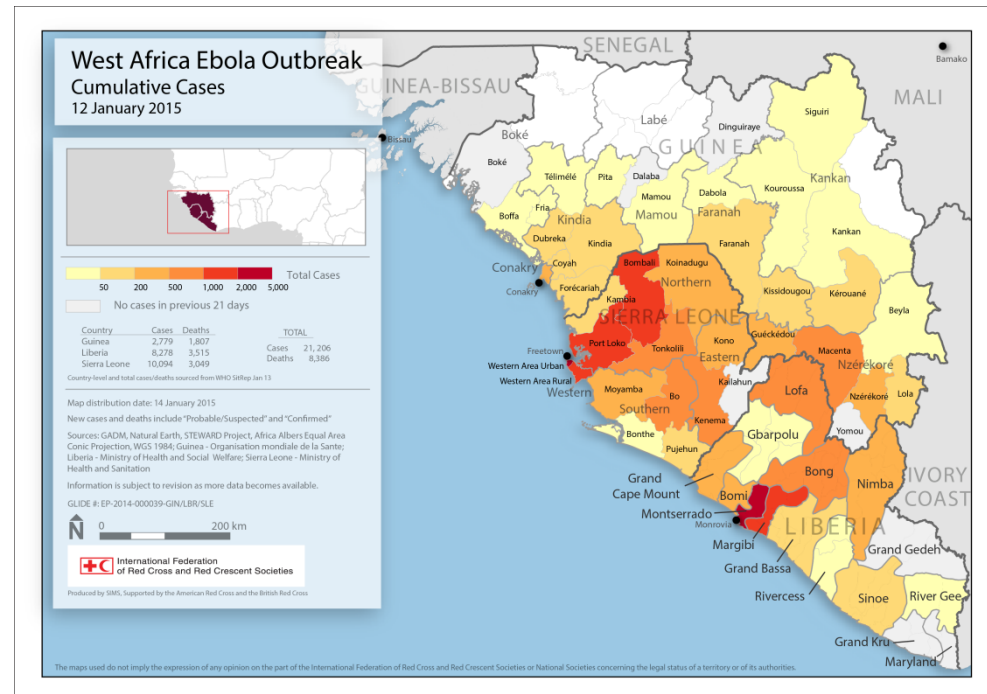 West Africa Ebola Outbreak
Cumulative Cases
12 January 2015
50 200 500 1,000 2,000 5,000 Total Cases
No cases in previous 21 days
Country Cases Deaths
Guinea 2,779 1,807
Liberia 8,278 3,515
Sierra Leone 10,094 3,049
TOTAL
Cases 21,206
Deaths 8,386
Country-level and total cases/deaths sourced from WHO SitRep Jan 13
Map distribution date: 14 January 2015
New cases and deaths include "Probable/Suspected" and "Confirmed"
Sources: GADM, Natural Earth, STEWARD Project, Africa Albers Equal Area
Conic Projection, WGS 1984; Guinea - Organisation mondiale de la Sante;
Liberia - Ministry of Health and Social Welfare; Sierra Leone - Ministry of
Health and Sanitation
Information is subject to revision as more data becomes available.
GLIDE #: EP-2014-000039-GIN/LBR/SLE
N 0 200 km
International Federation
of Red Cross and Red Crescent Societies
Produced by SIMS, Supported by the American Red Cross and the British Red Cross
SENEGAL
Bamako
GUINEA-BISSAU
MALI
Siguiri
Labé
Dinguiraye
Boké
Bissau
GUINEA
Boké
Télimélé
Pita
Dalaba
Kankan
Mamou
Dabola
Kouroussa
Fria
Boffa
Kindia
Mamou
Faranah
Dubreka
Kindia
Faranah
Kankan
Coyah
Conakry
Bombali
Koinadugu
Conakry
Forécariah
Northern
Kissidougou
Kérouané
Kambia
Beyla
SIERRA LEONE
Port Loko
Kono
Guéckédou
Tonkolili
Macenta
Freetown
Eastern
Nzérékoré
Western Area Urban
Kailahun
Western Area Rural
Western
Moyamba
Bo
Lofa
Nzérékoré
Lola
Southern
Kenema
Yomou
Bonthe
Gbarpolu
Pujehun
Bong
Nimba
IVORY
COAST
Grand
Cape Mount
Bomi
Montserrado
Monrovia
LIBERIA
Margibi
Grand Gedeh
Grand Bassa
Rivercess
Sinoe
River Gee
Grand Kru
Maryland
The maps used do not imply the expression of any opinion on the part of the International Federation of Red Cross and Red Crescent Societies or National Societies concerning the legal status of a territory or of its authorities.